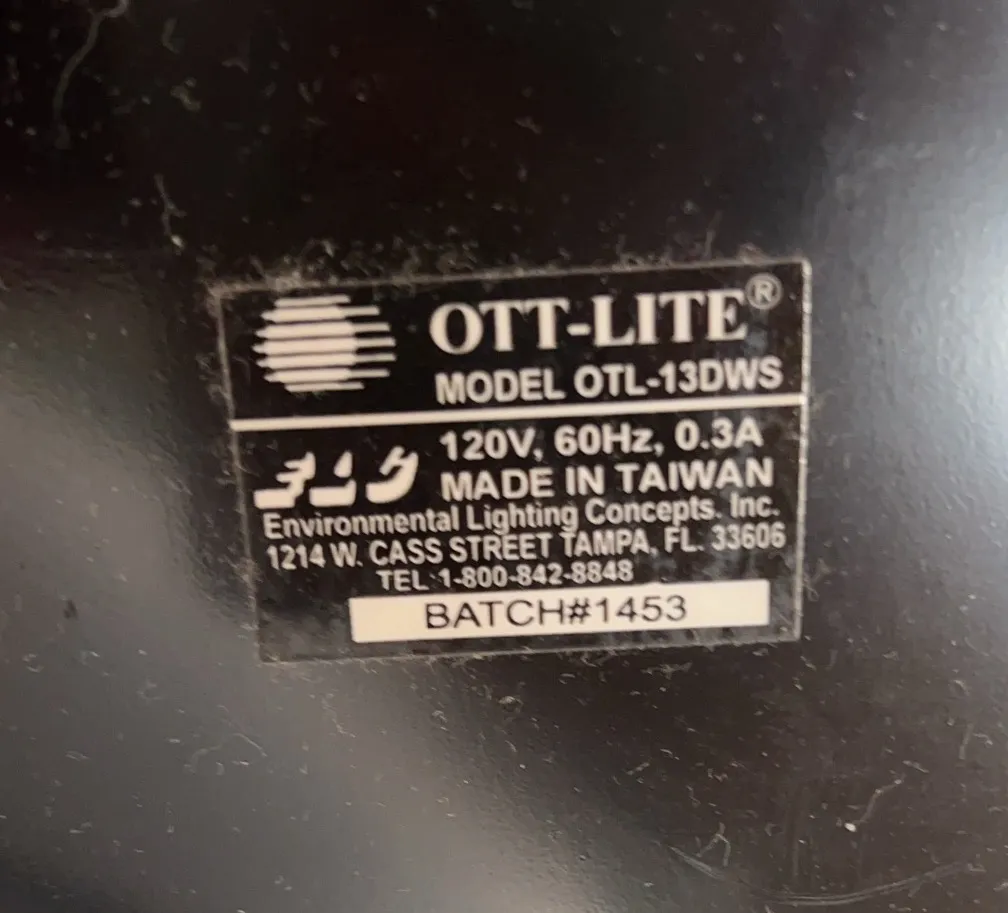 OTT-LITE®
MODEL OTL-13DWS
120V, 60Hz, 0.3A
MADE IN TAIWAN
Environmental Lighting Concepts. Inc.
1214 W. CASS STREET TAMPA, FL. 33606
TEL:1-800-842-8848
BATCH#1453